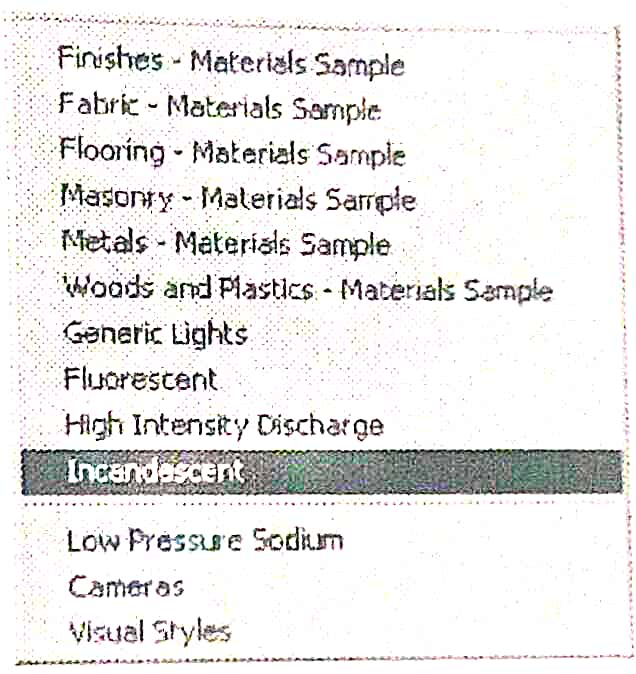 Finishes - Materials Sample
Fabric - Materials Sample
Flooring - Materials Sample
Masonry - Materials Sample
Metals - Materials Sample
Woods and Plastics - Materials Sample
Generic Lights
Fluorescent
High Intensity Discharge
Incandescent
Low Pressure Sodium
Cameras
Visual Styles